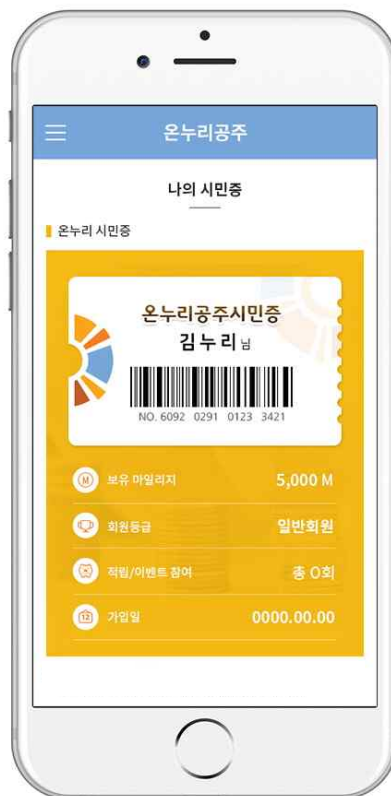 온누리공주
나의 시민증
온누리 시민증
온누리공주시민증
김누리 님
NO. 6092 0291 0123 3421
M 보유 마일리지 5,000 M
회원등급 일반회원
적립/이벤트 참여 총 0회
12 가입일 0000.00.00